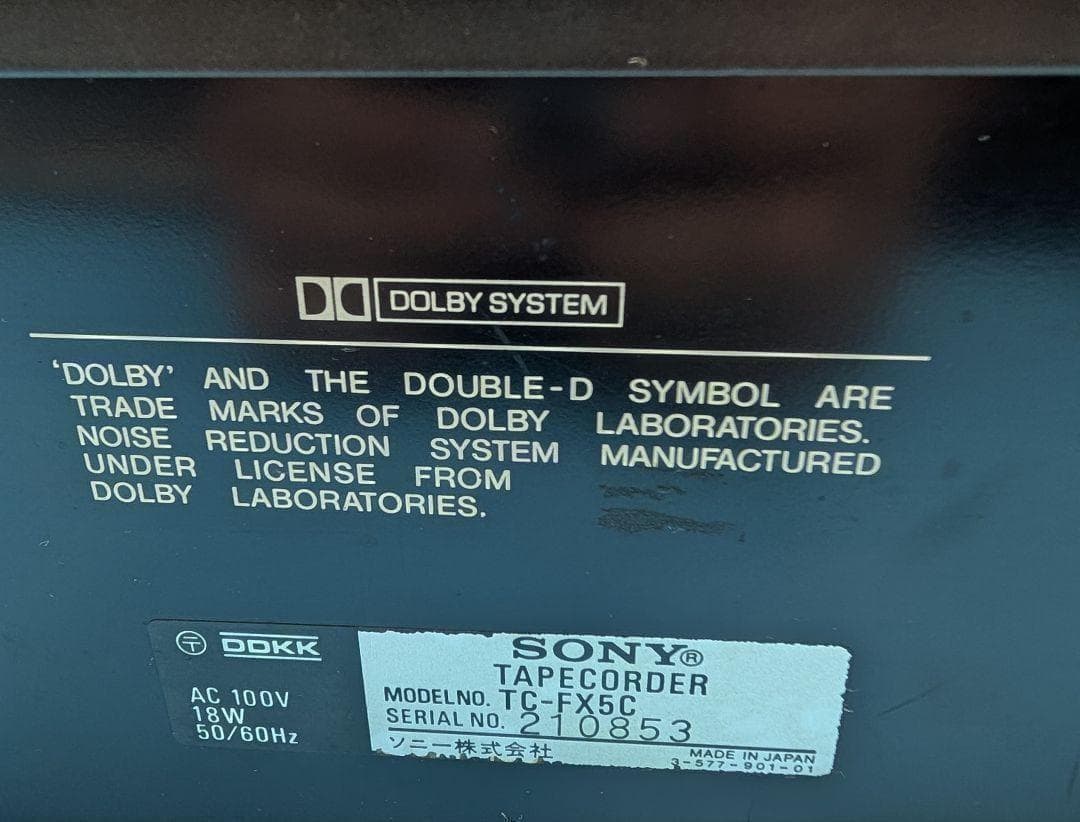 DOLBY SYSTEM
‘DOLBY’ AND THE DOUBLE-D SYMBOL ARE
TRADE MARKS OF DOLBY LABORATORIES.
NOISE REDUCTION SYSTEM MANUFACTURED
UNDER LICENSE FROM
DOLBY LABORATORIES.
〒 DDKK
AC 100V
18W
50/60Hz
SONY®
TAPECORDER
MODEL NO. TC-FX5C
SERIAL NO. 210853
ソニー株式会社
MADE IN JAPAN
3-577-901-01